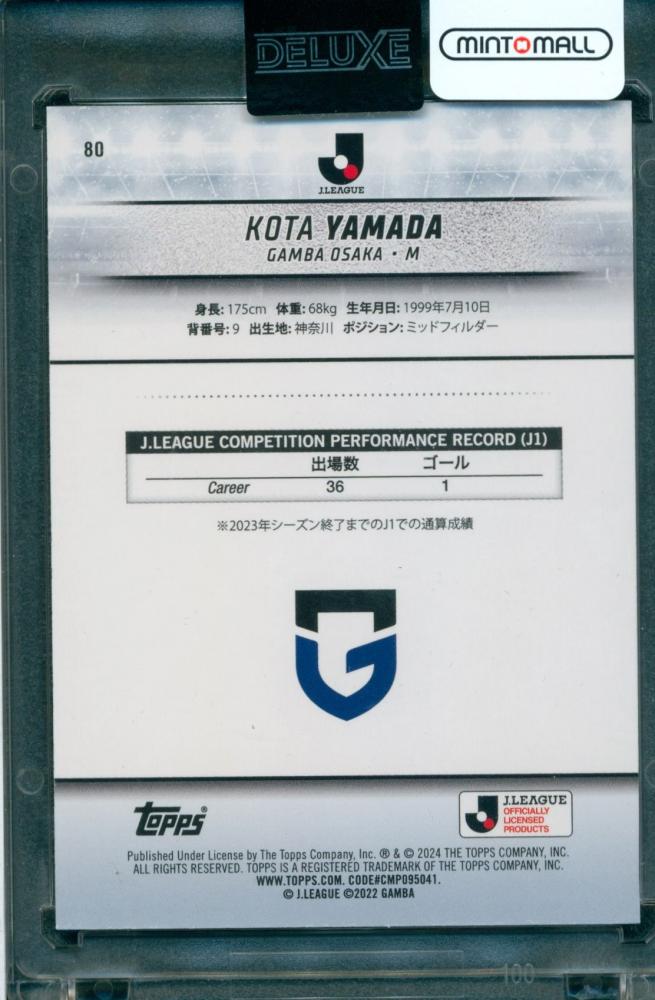 DELUXE
MINTMALL
80
J.LEAGUE
KOTA YAMADA
GAMBA OSAKA • M
身長: 175cm 体重: 68kg 生年月日: 1999年7月10日
背番号: 9 出生地: 神奈川 ポジション: ミッドフィルダー
J.LEAGUE COMPETITION PERFORMANCE RECORD (J1)
出場数 ゴール
Career 36 1
※2023年シーズン終了までのJ1での通算成績
Topps®
J.LEAGUE
OFFICIALLY
LICENSED
PRODUCTS
Published Under License by The Topps Company, Inc. ® & © 2024 THE TOPPS COMPANY, INC.
ALL RIGHTS RESERVED. TOPPS IS A REGISTERED TRADEMARK OF THE TOPPS COMPANY, INC.
WWW.TOPPS.COM. CODE#CMP095041.
© J.LEAGUE ©2022 GAMBA
100